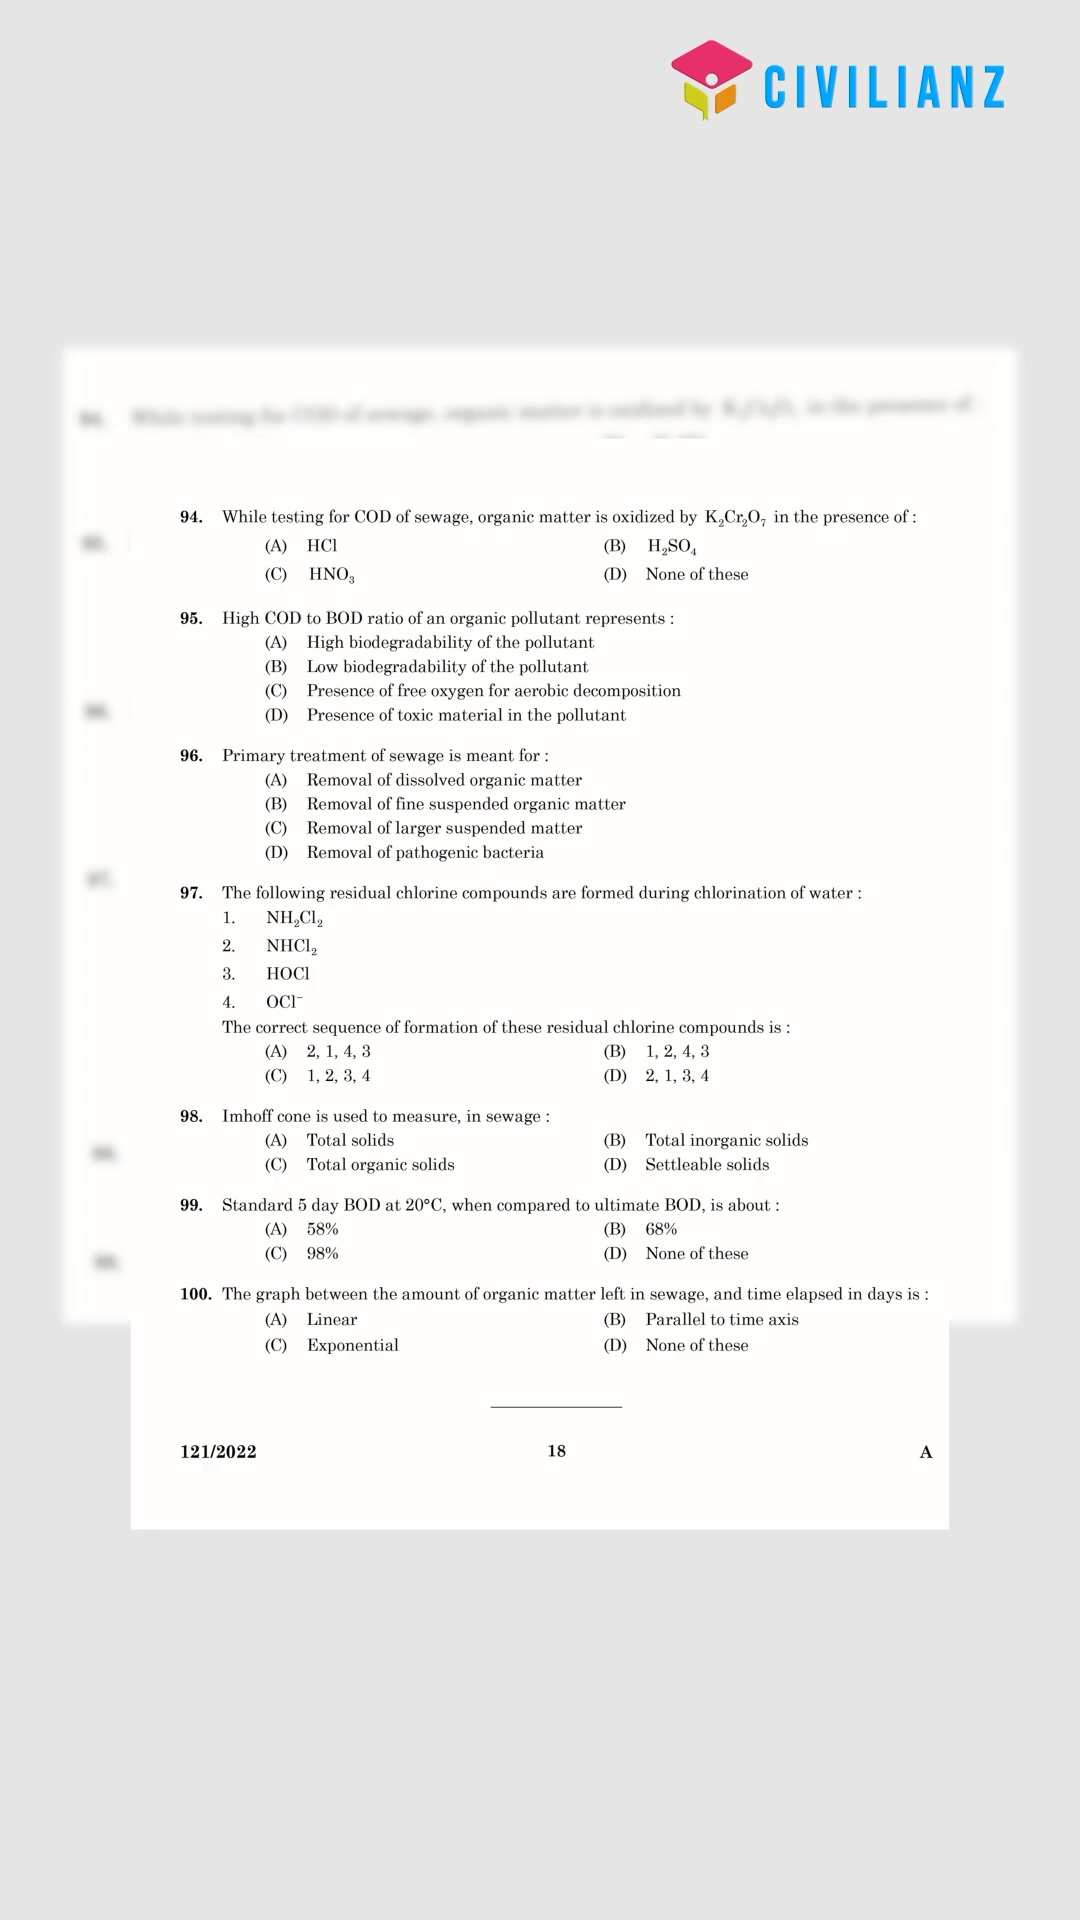 CIVILIANZ
94. While testing for COD of sewage, organic matter is oxidized by K₂Cr₂O₇ in the presence of :
(A) HCl (B) H₂SO₄
(C) HNO₃ (D) None of these
95. High COD to BOD ratio of an organic pollutant represents :
(A) High biodegradability of the pollutant
(B) Low biodegradability of the pollutant
(C) Presence of free oxygen for aerobic decomposition
(D) Presence of toxic material in the pollutant
96. Primary treatment of sewage is meant for :
(A) Removal of dissolved organic matter
(B) Removal of fine suspended organic matter
(C) Removal of larger suspended matter
(D) Removal of pathogenic bacteria
97. The following residual chlorine compounds are formed during chlorination of water :
1. NH₂Cl₂
2. NHCl₂
3. HOCl
4. OCl⁻
The correct sequence of formation of these residual chlorine compounds is :
(A) 2, 1, 4, 3 (B) 1, 2, 4, 3
(C) 1, 2, 3, 4 (D) 2, 1, 3, 4
98. Imhoff cone is used to measure, in sewage :
(A) Total solids (B) Total inorganic solids
(C) Total organic solids (D) Settleable solids
99. Standard 5 day BOD at 20°C, when compared to ultimate BOD, is about :
(A) 58% (B) 68%
(C) 98% (D) None of these
100. The graph between the amount of organic matter left in sewage, and time elapsed in days is :
(A) Linear (B) Parallel to time axis
(C) Exponential (D) None of these
121/2022 18 A